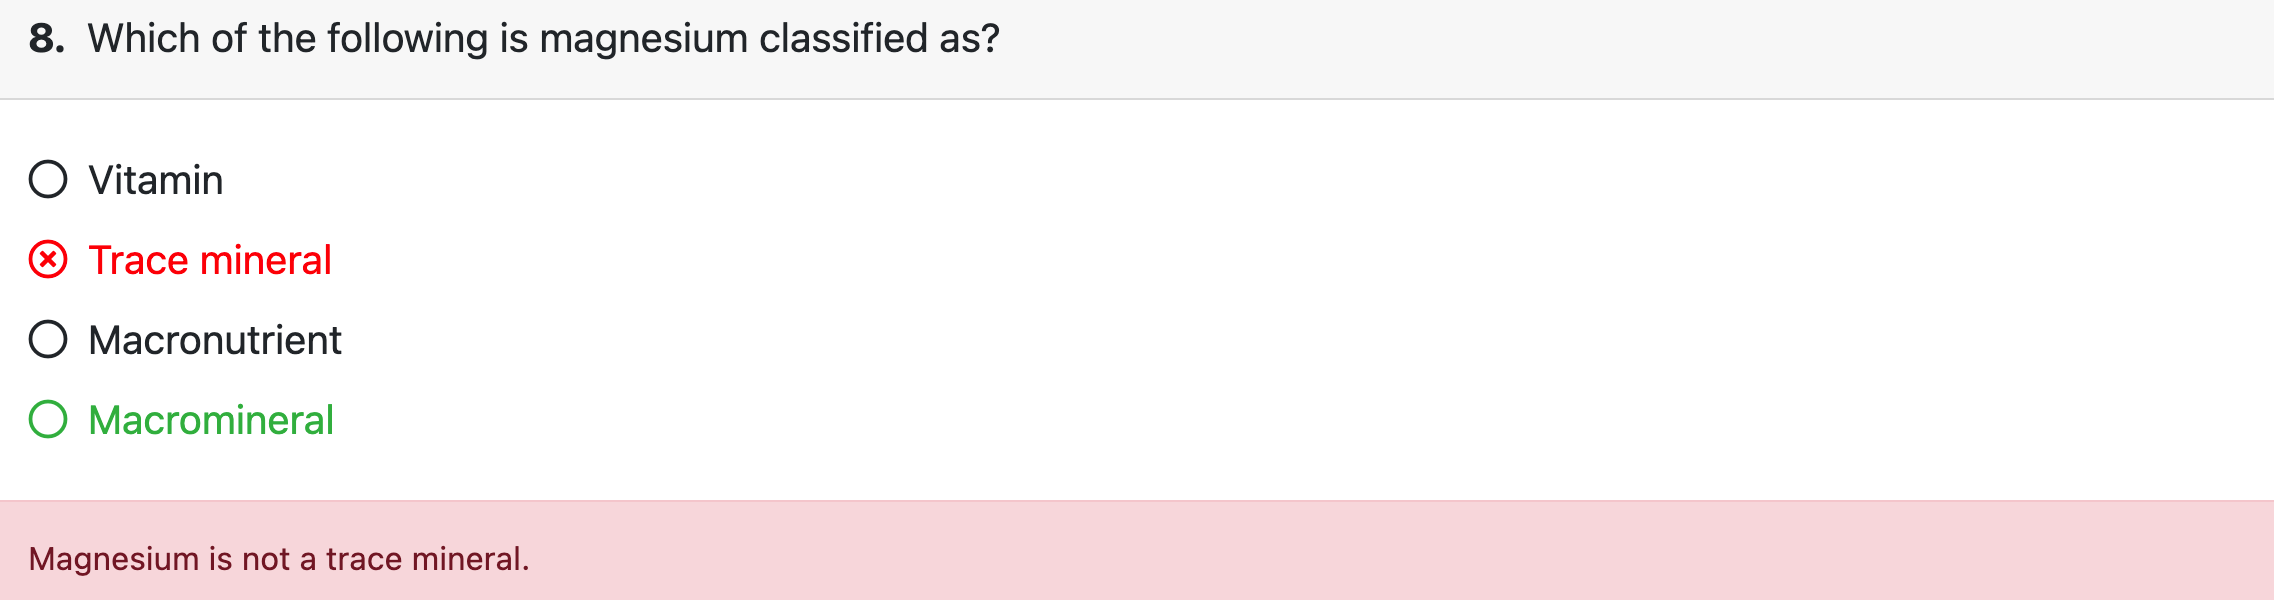 8. Which of the following is magnesium classified as?
Vitamin
Trace mineral
Macronutrient
Macromineral
Magnesium is not a trace mineral.